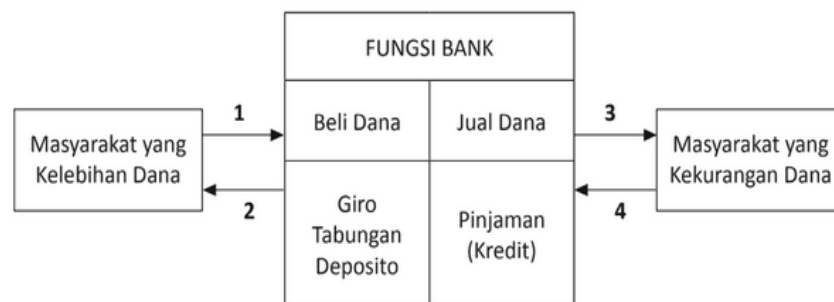 FUNGSI BANK
1
Beli Dana
Jual Dana
3
Masyarakat yang
Kelebihan Dana
Masyarakat yang
Kekurangan Dana
2
Giro
Tabungan
Deposito
Pinjaman
(Kredit)
4